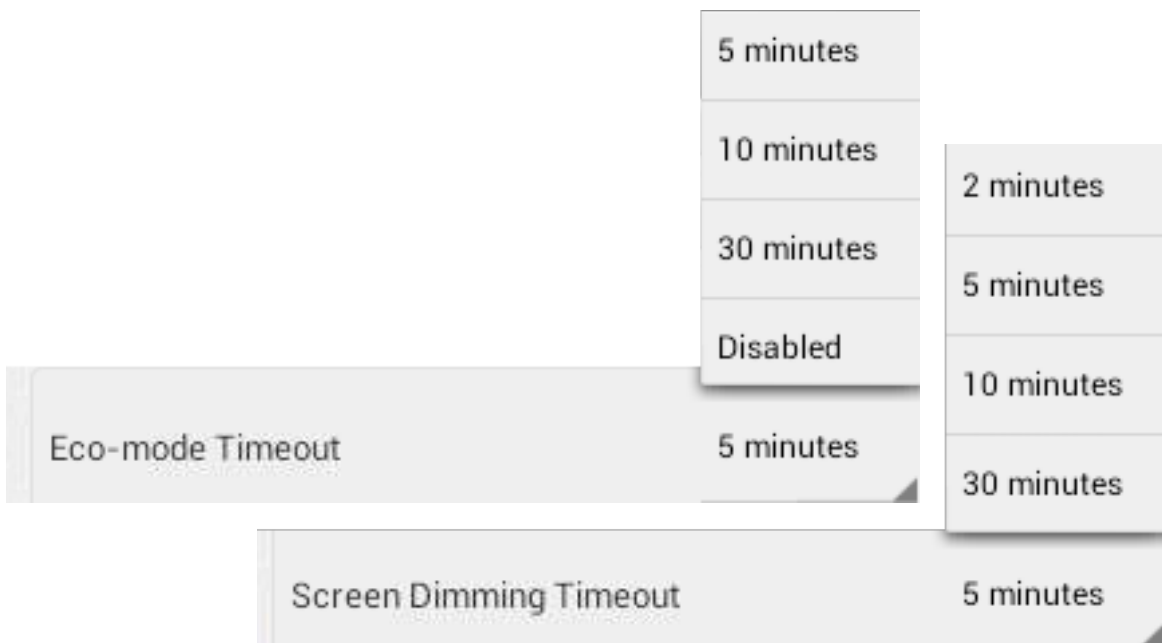 5 minutes
10 minutes
30 minutes
Disabled
Eco-mode Timeout 5 minutes
2 minutes
5 minutes
10 minutes
30 minutes
Screen Dimming Timeout 5 minutes